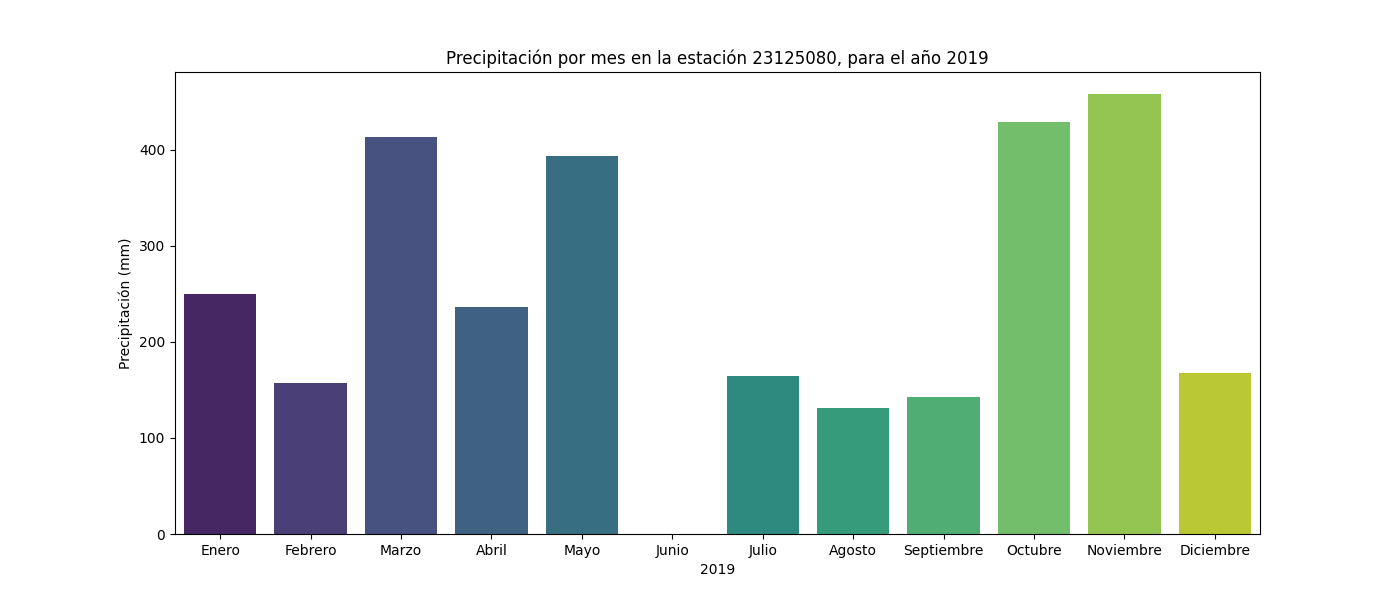 Precipitación por mes en la estación 23125080, para el año 2019
Precipitación (mm)
400
300
200
100
0
Enero Febrero Marzo Abril Mayo Junio Julio Agosto Septiembre Octubre Noviembre Diciembre
2019